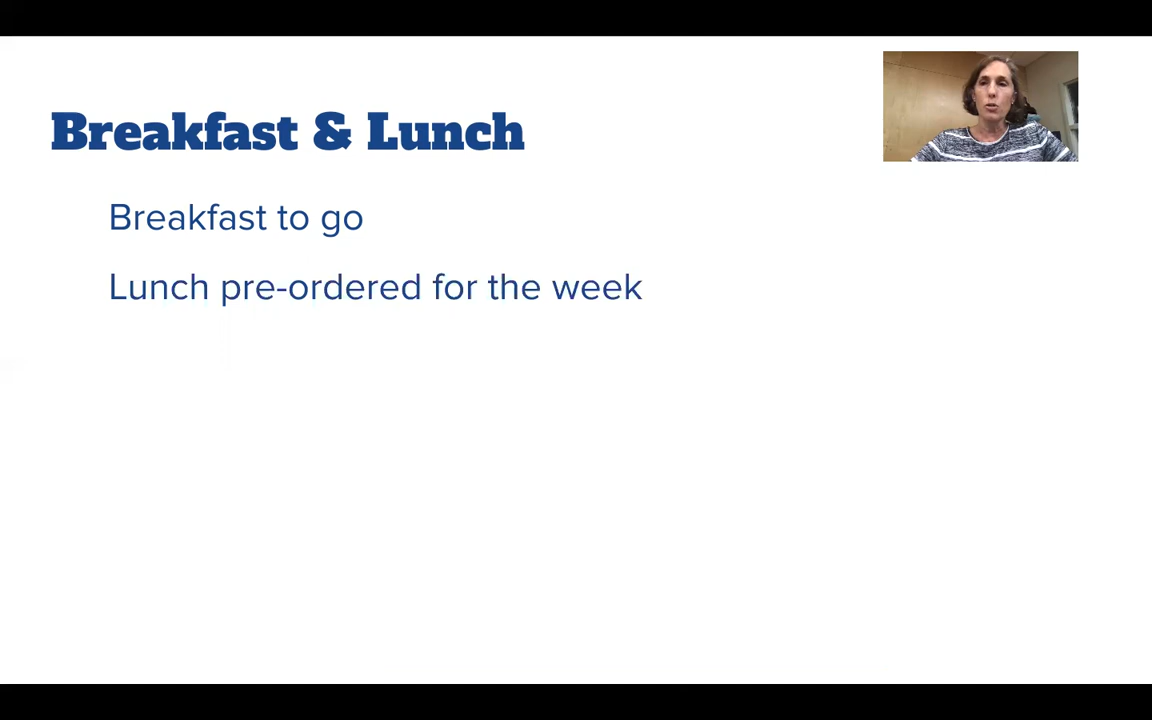 Breakfast & Lunch
Breakfast to go
Lunch pre-ordered for the week